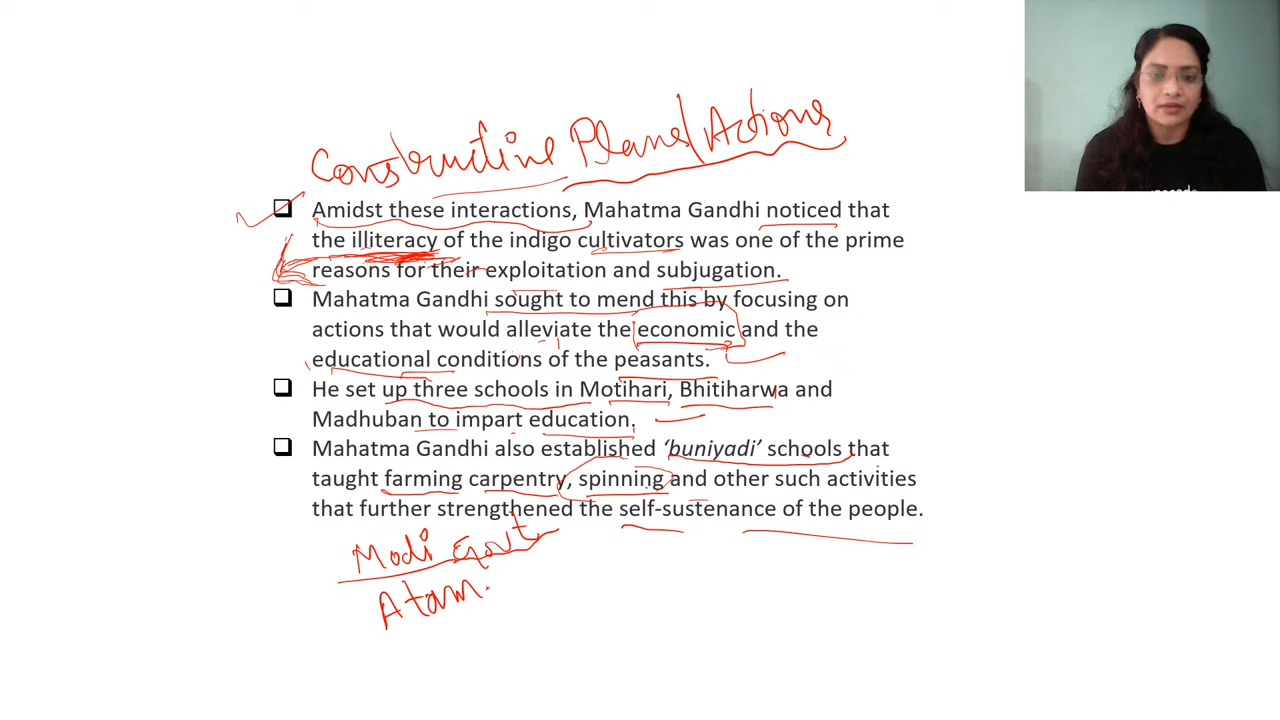 Constructive Plans/Actions
Amidst these interactions, Mahatma Gandhi noticed that
the illiteracy of the indigo cultivators was one of the prime
reasons for their exploitation and subjugation.
Mahatma Gandhi sought to mend this by focusing on
actions that would alleviate the economic and the
educational conditions of the peasants.
He set up three schools in Motihari, Bhitiharwa and
Madhuban to impart education.
Mahatma Gandhi also established ‘buniyadi’ schools that
taught farming carpentry, spinning and other such activities
that further strengthened the self-sustenance of the people.
Modi Govt.
Atam